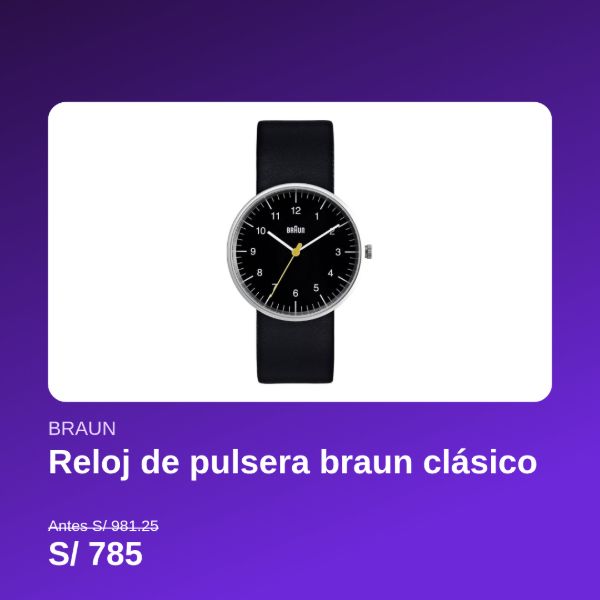 12
11 1
10 BRAUN 2
9 3
8 4
7 5
6
BRAUN
Reloj de pulsera braun clásico
Antes S/ 981.25
S/ 785